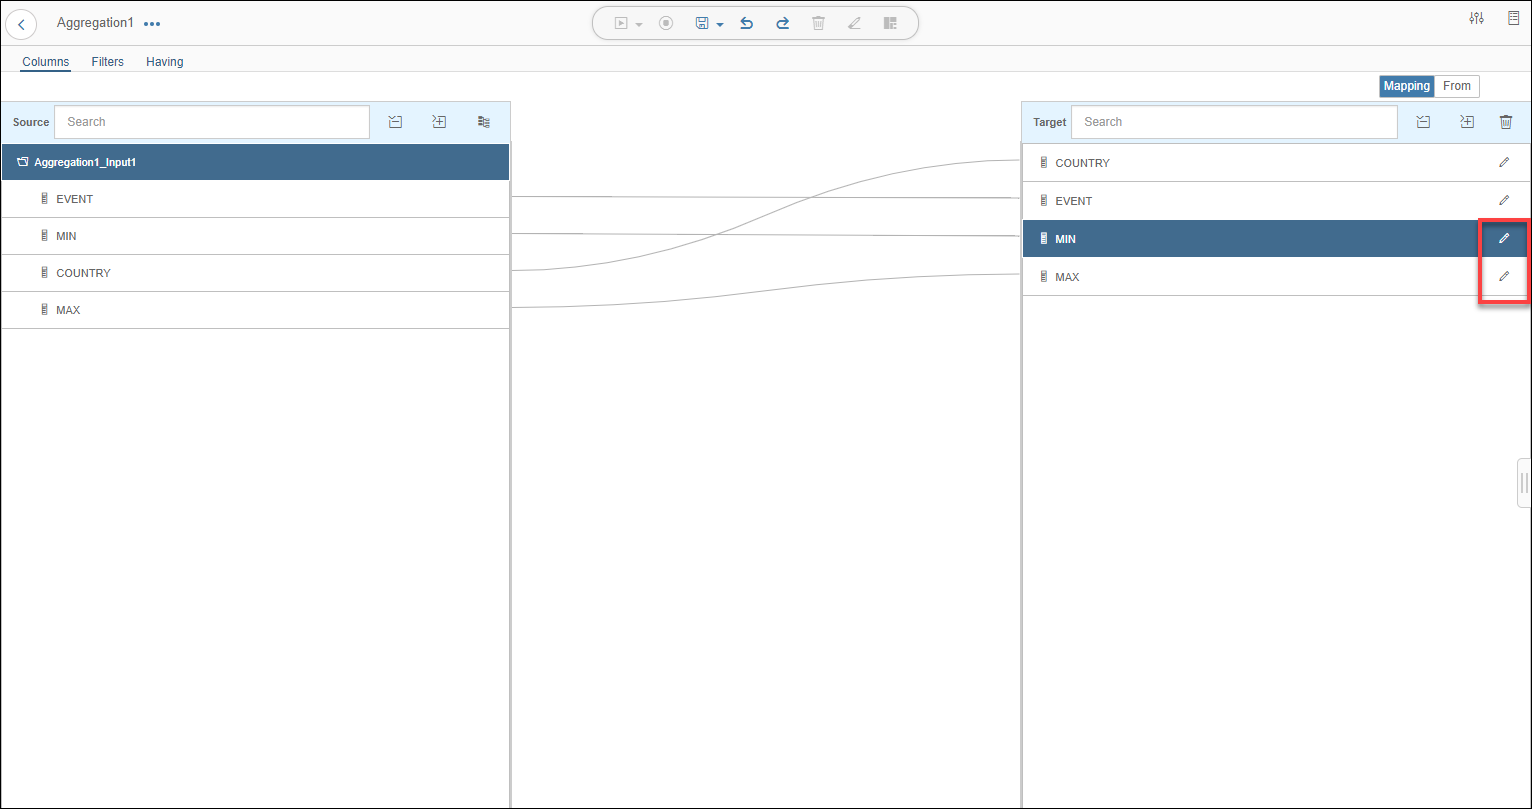 Aggregation1
Columns Filters Having
Mapping From
Source Search
Target Search
Aggregation1_Input1
EVENT
MIN
COUNTRY
MAX
COUNTRY
EVENT
MIN
MAX